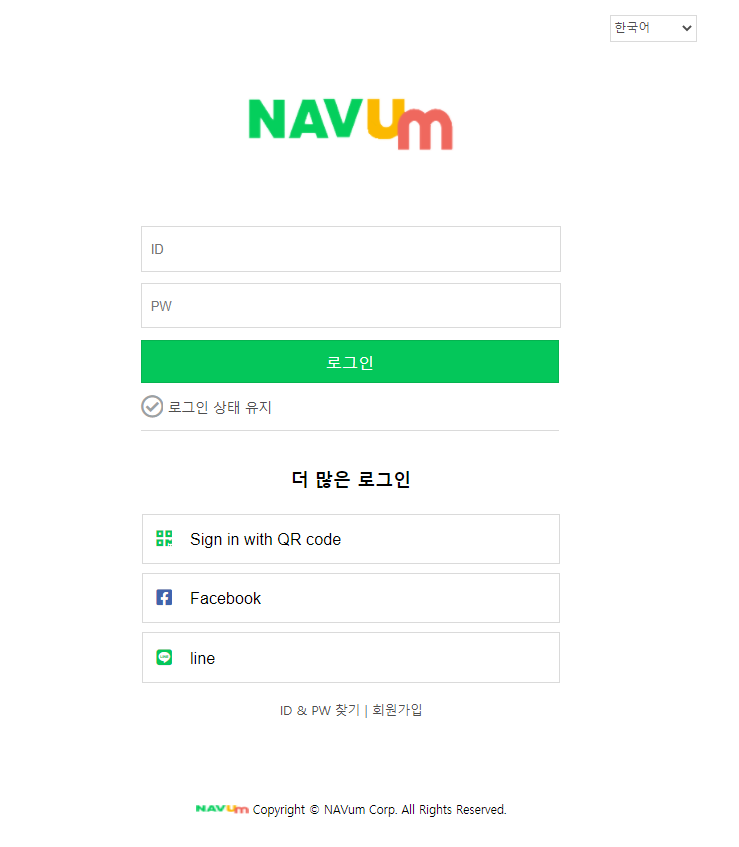 한국어
NAVUm
ID
PW
로그인
로그인 상태 유지
더 많은 로그인
Sign in with QR code
Facebook
line
ID & PW 찾기 | 회원가입
NAVUm Copyright © NAVum Corp. All Rights Reserved.